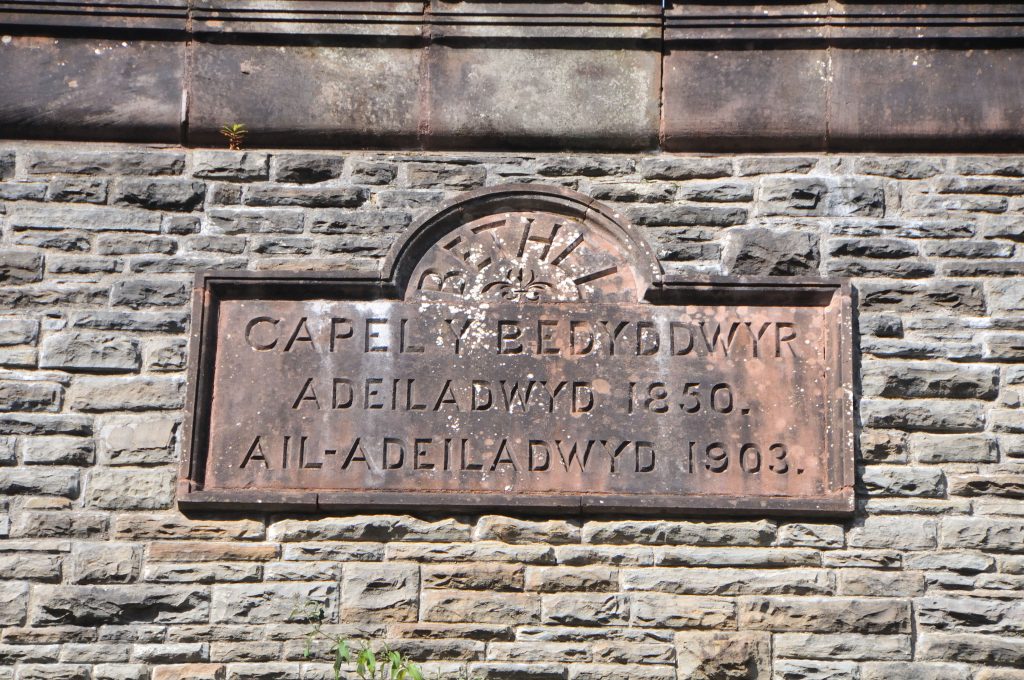 BETHEL
CAPEL Y BEDYDDWYR
ADEILADWYD 1850.
AIL-ADEILADWYD 1903.